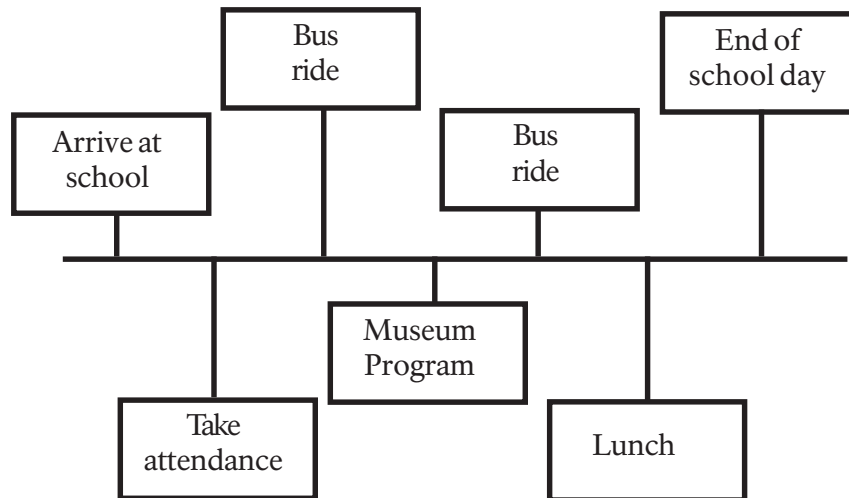 Bus
ride
End of
school day
Arrive at
school
Bus
ride
Museum
Program
Take
attendance
Lunch